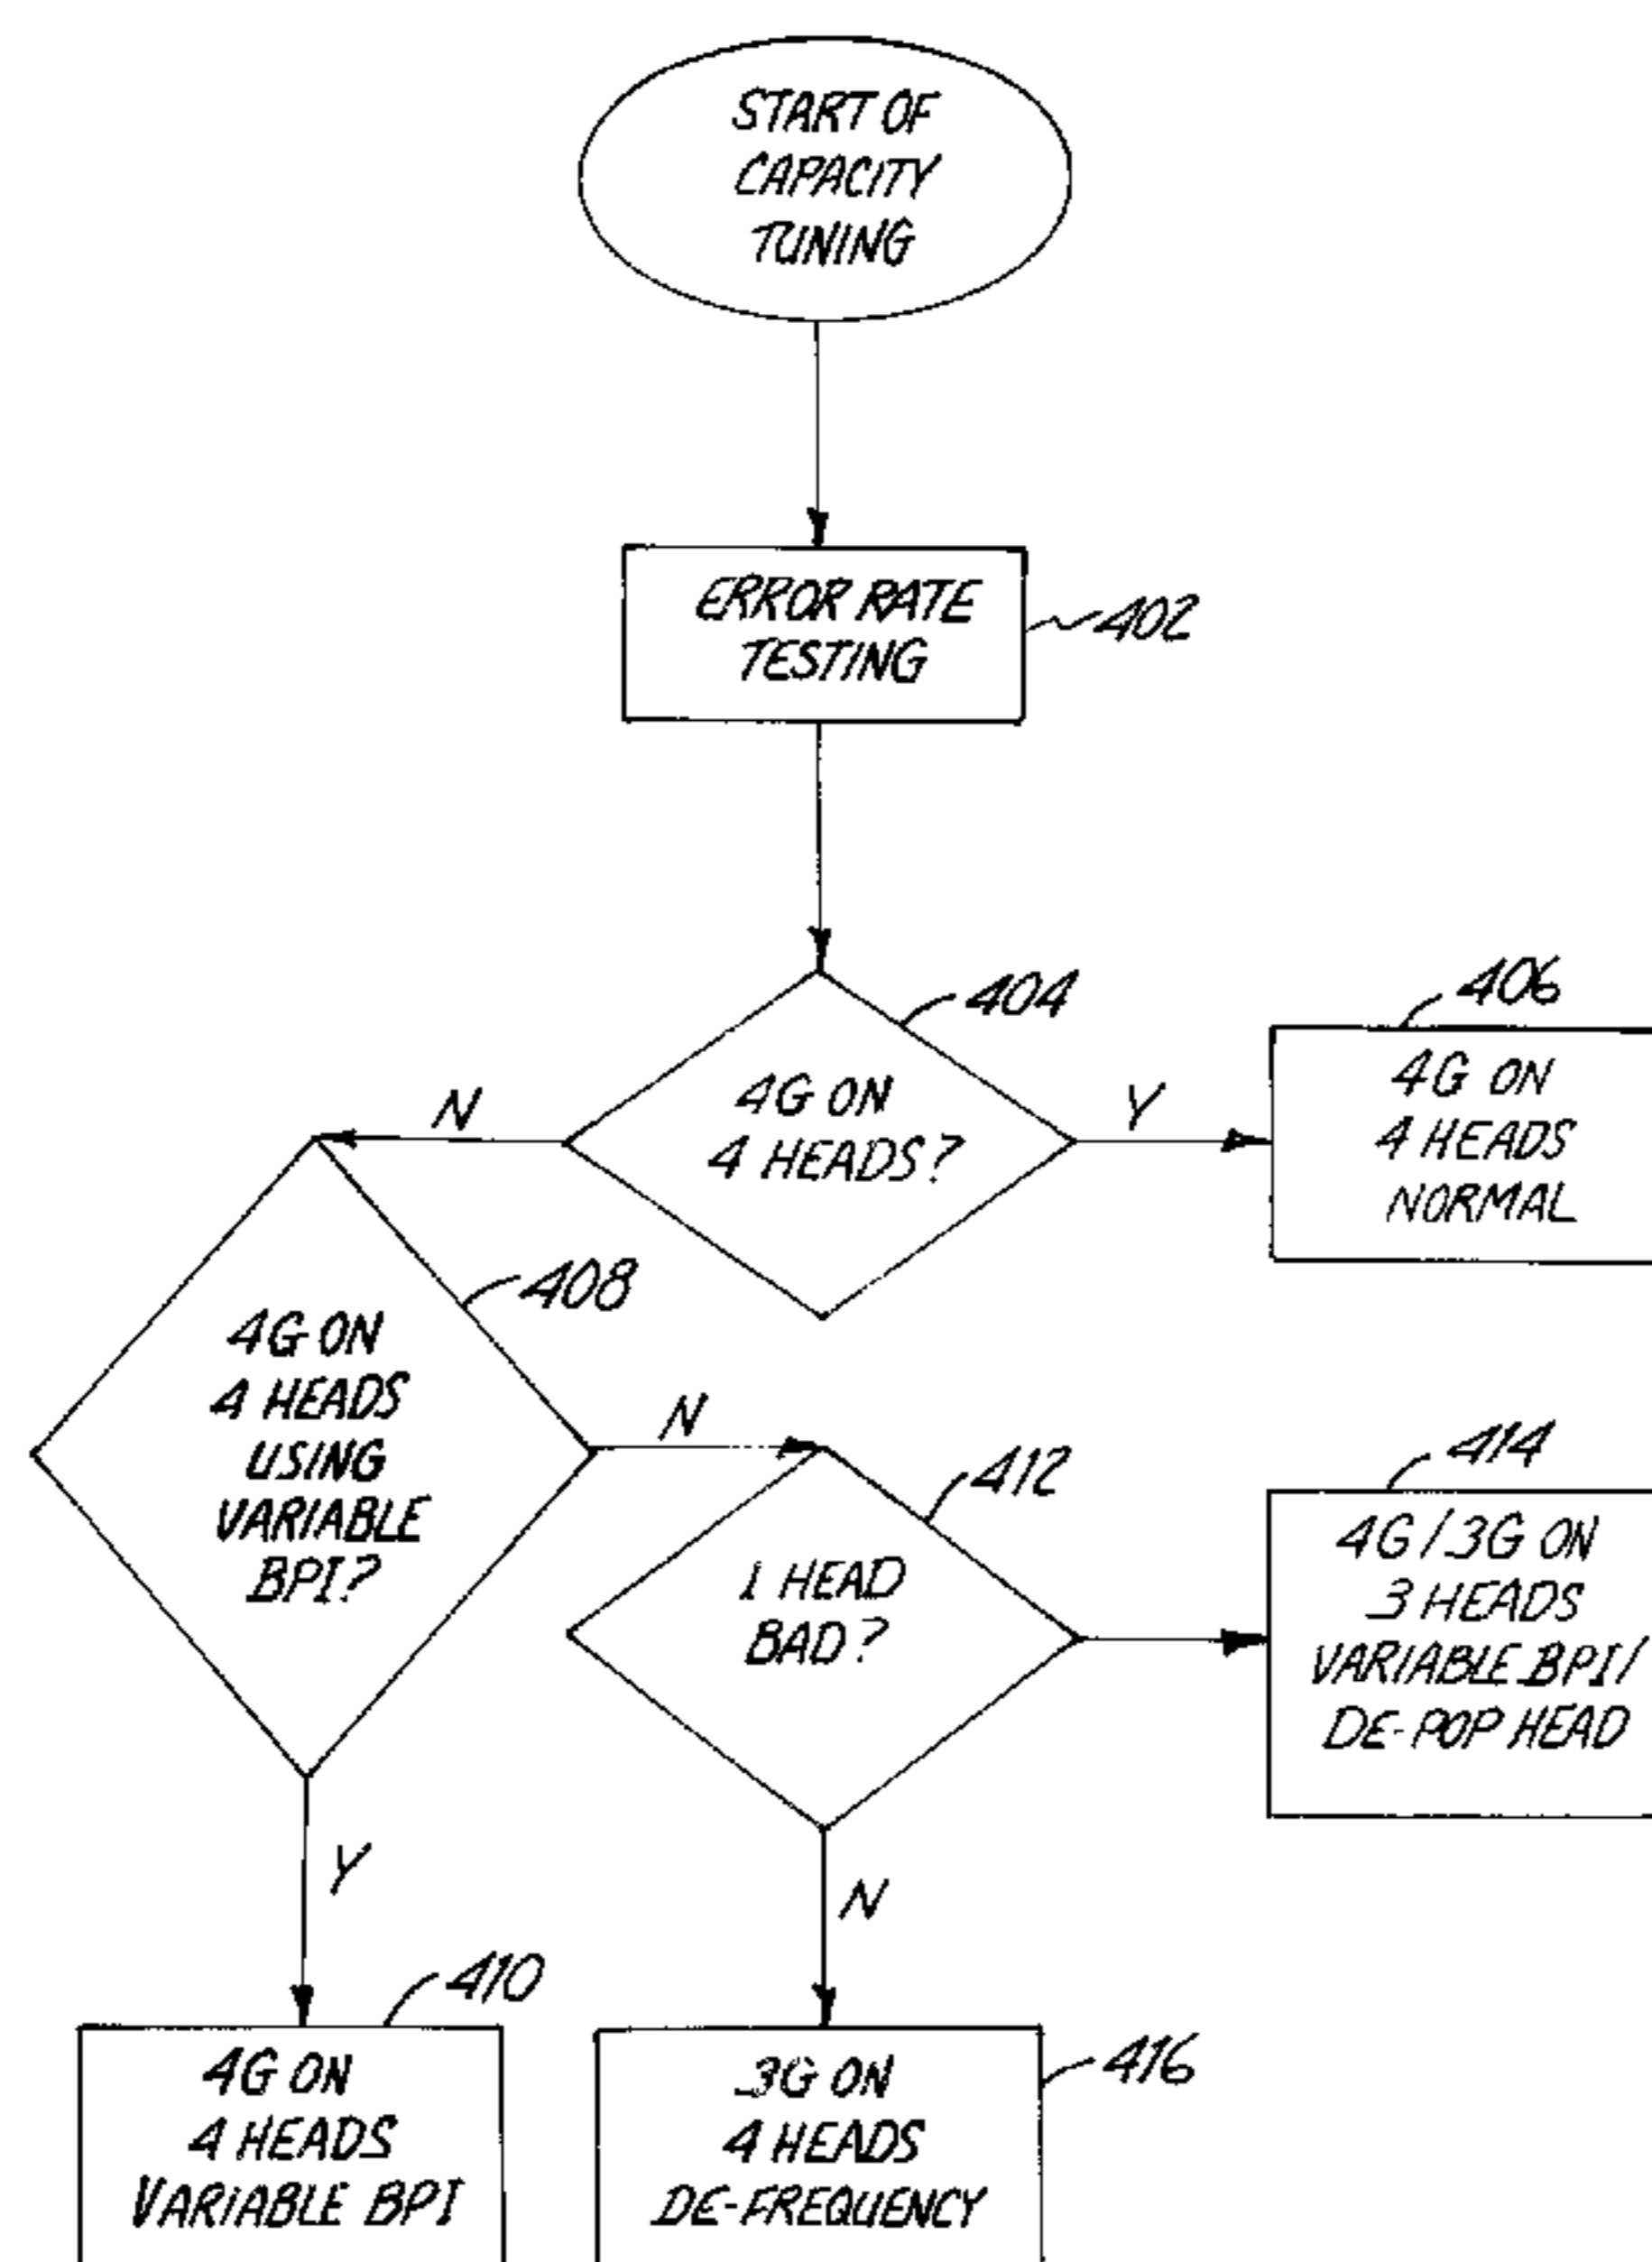 START OF
CAPACITY
TUNING
ERROR RATE
TESTING
402
404
4G ON
4 HEADS?
N
Y
406
4G ON
4 HEADS
NORMAL
408
4G ON
4 HEADS
USING
VARIABLE
BPI?
N
412
1 HEAD
BAD?
414
4G/3G ON
3 HEADS
VARIABLE BPI/
DE-POP HEAD
Y
N
410
4G ON
4 HEADS
VARIABLE BPI
416
3G ON
4 HEADS
DE-FREQUENCY